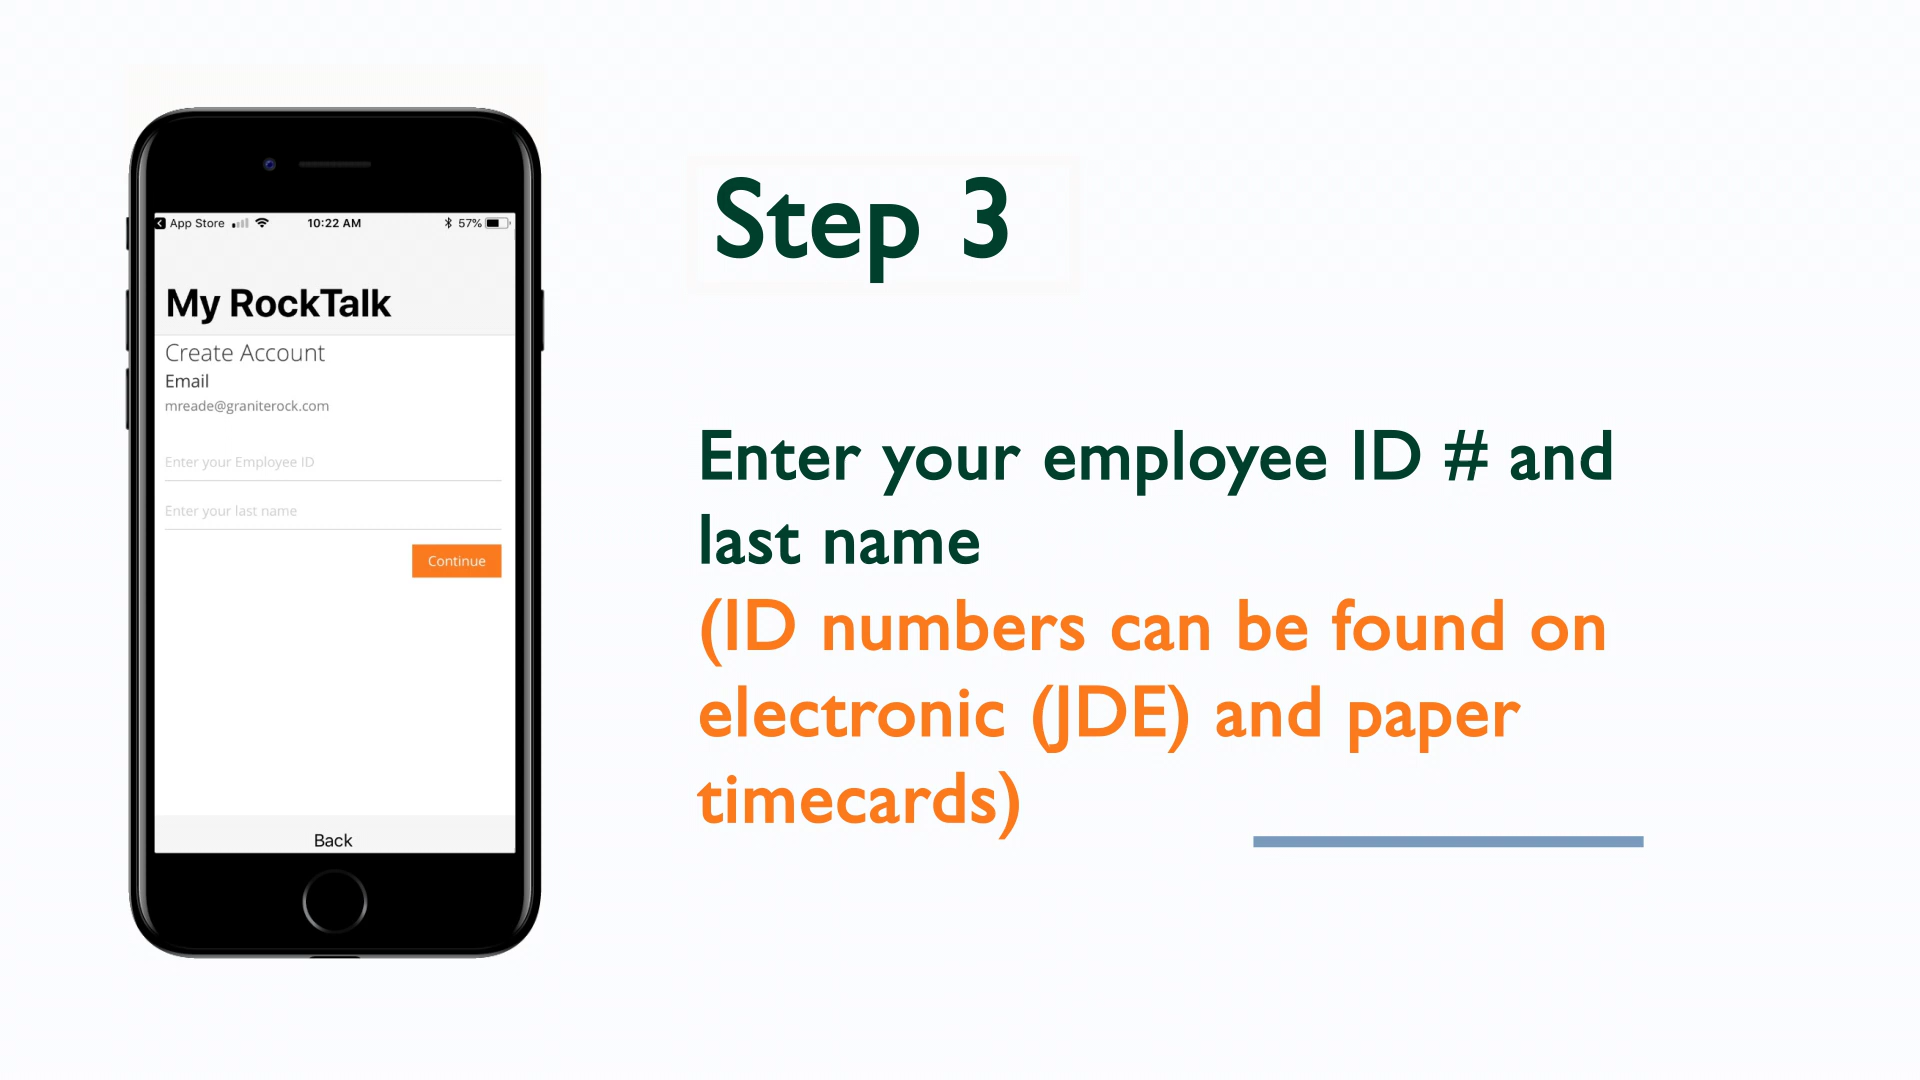 App Store 10:22 AM 57%
My RockTalk
Create Account
Email
mreade@graniterock.com
Enter your Employee ID
Enter your last name
Continue
Back
Step 3
Enter your employee ID # and
last name
(ID numbers can be found on
electronic (JDE) and paper
timecards)